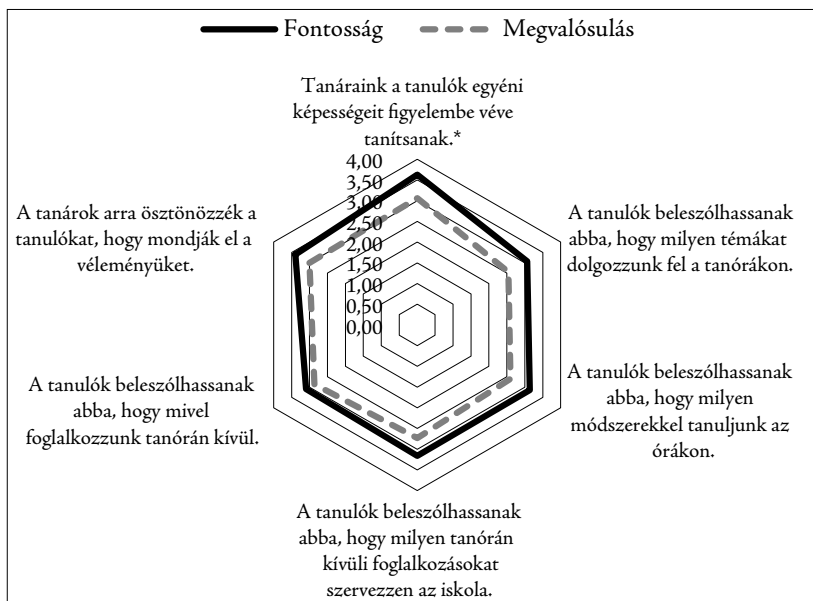 Fontosság Megvalósulás
Tanáraink a tanulók egyéni
képességeit figyelembe véve
tanítsanak.*
4,00
3,50
3,00
2,50
2,00
1,50
1,00
0,50
0,00
A tanulók beleszólhassanak
abba, hogy milyen témákat
dolgozzunk fel a tanórákon.
A tanulók beleszólhassanak
abba, hogy milyen
módszerekkel tanuljunk az
órákon.
A tanulók beleszólhassanak
abba, hogy milyen tanórán
kívüli foglalkozásokat
szervezzen az iskola.
A tanulók beleszólhassanak
abba, hogy mivel
foglalkozzunk tanórán kívül.
A tanárok arra ösztönözzék a
tanulókat, hogy mondják el a
véleményüket.